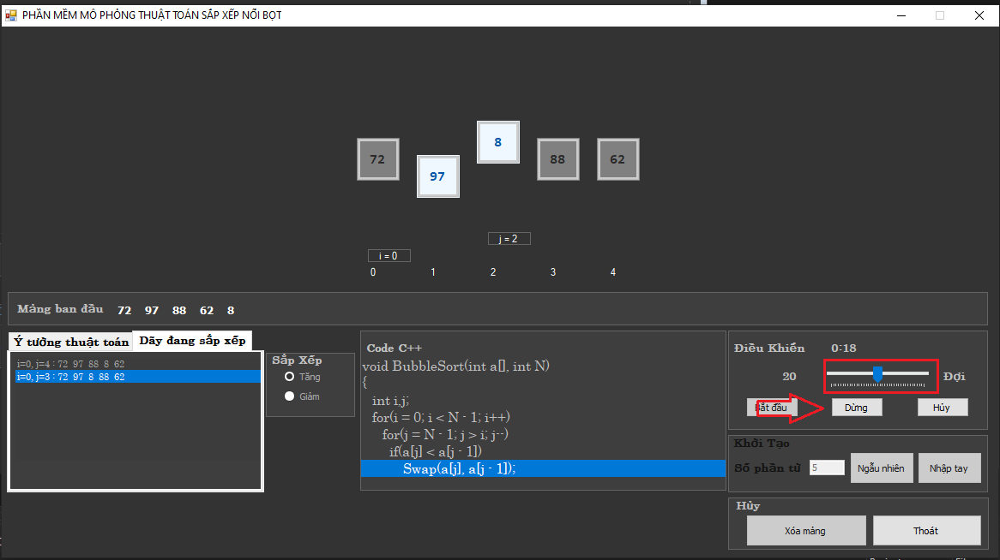 PHẦN MỀM MÔ PHỎNG THUẬT TOÁN SẮP XẾP NỔI BỌT
72 97 8 88 62
j = 2
i = 0
0 1 2 3 4
Mảng ban đầu 72 97 88 62 8
Ý tưởng thuật toán Dãy đang sắp xếp
i=0, j=4 : 72 97 88 8 62
i=0, j=3 : 72 97 8 88 62
Sắp Xếp
Tăng
Giảm
Code C++
void BubbleSort(int a[], int N)
{
int i,j;
for(i = 0; i < N - 1; i++)
for(j = N - 1; j > i; j--)
if(a[j] < a[j - 1])
Swap(a[j], a[j - 1]);
Điều Khiển 0:18
20 Đợi
Bắt đầu Dừng Hủy
Khởi Tạo
Số phần tử 5 Ngẫu nhiên Nhập tay
Hủy
Xóa mảng Thoát